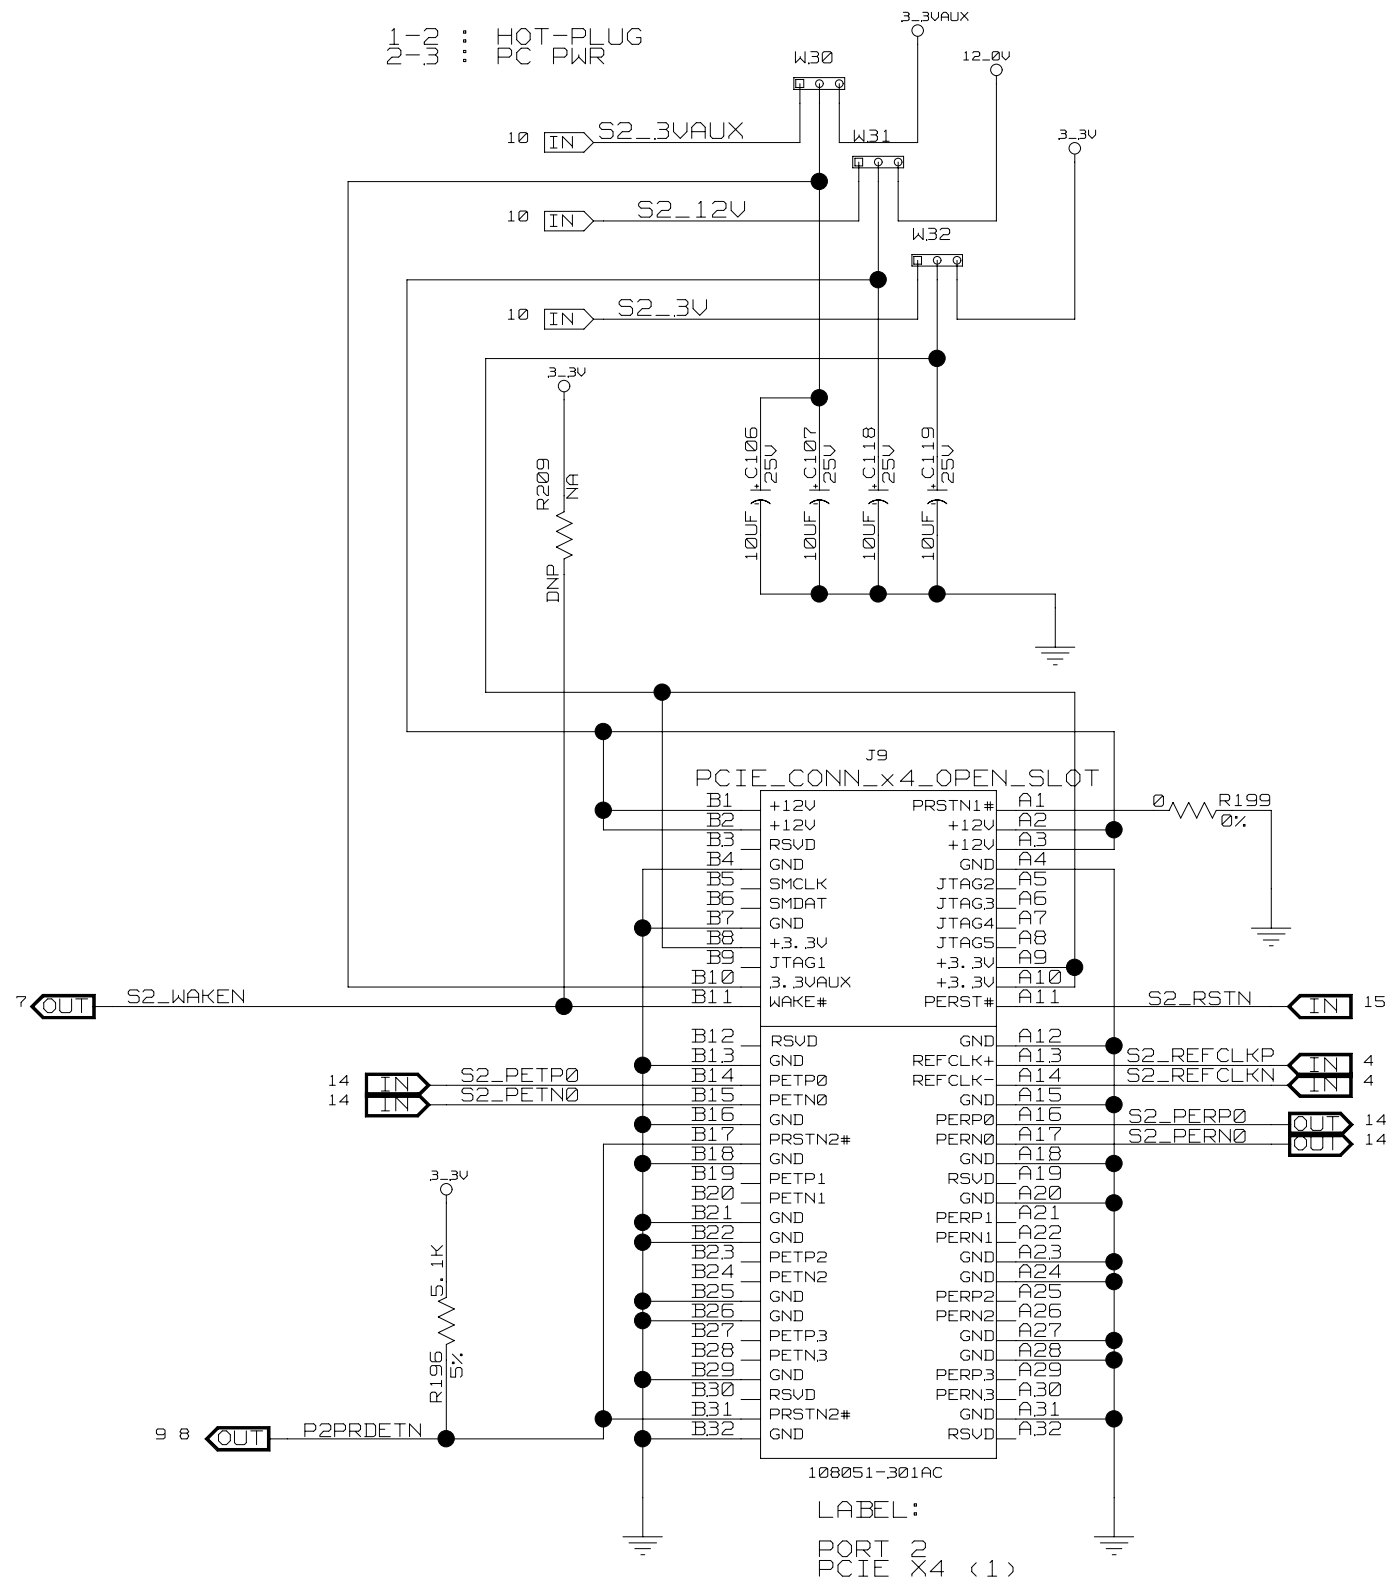 1-2 : HOT-PLUG
2-3 : PC PWR
3_3VAUX
W30
12_0V
10 IN S2_3VAUX
W31
3_3V
10 IN S2_12V
W32
10 IN S2_3V
3_3V
R209
NA
DNP
C106
25V
10UF
+
C107
25V
10UF
+
C118
25V
10UF
+
C119
25V
10UF
+
J9
PCIE_CONN_x4_OPEN_SLOT
B1 +12V PRSTN1# A1 0 R199
B2 +12V +12V A2 0%
B3 RSVD +12V A3
B4 GND GND A4
B5 SMCLK JTAG2 A5
B6 SMDAT JTAG3 A6
B7 GND JTAG4 A7
B8 +3.3V JTAG5 A8
B9 JTAG1 +3.3V A9
B10 3.3VAUX +3.3V A10
7 OUT S2_WAKEN B11 WAKE# PERST# A11 S2_RSTN IN 15
B12 RSVD GND A12
B13 GND REFCLK+ A13 S2_REFCLKP IN 4
14 IN S2_PETP0 B14 PETP0 REFCLK- A14 S2_REFCLKN IN 4
14 IN S2_PETN0 B15 PETN0 GND A15
B16 GND PERP0 A16 S2_PERP0 OUT 14
B17 PRSTN2# PERN0 A17 S2_PERN0 OUT 14
B18 GND GND A18
B19 PETP1 RSVD A19
B20 PETN1 GND A20
B21 GND PERP1 A21
B22 GND PERN1 A22
B23 PETP2 GND A23
B24 PETN2 GND A24
B25 GND PERP2 A25
B26 GND PERN2 A26
B27 PETP3 GND A27
B28 PETN3 GND A28
B29 GND PERP3 A29
B30 RSVD PERN3 A30
B31 PRSTN2# GND A31
B32 GND RSVD A32
3_3V
5.1K
R196
5%
9 8 OUT P2PRDETN
108051-301AC
LABEL:
PORT 2
PCIE X4 (1)